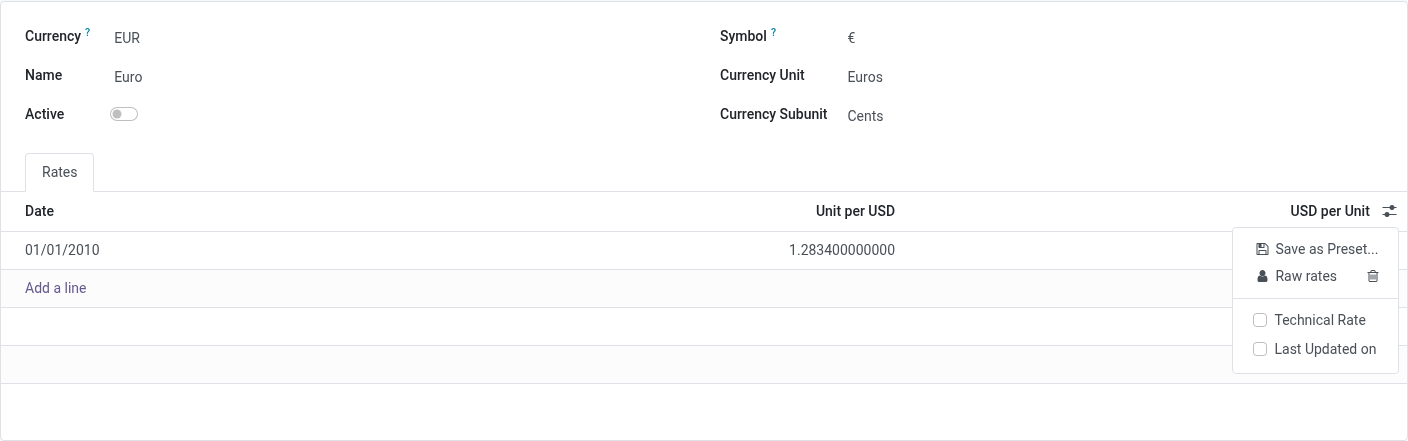 Currency ? EUR
Symbol ? €
Name Euro
Currency Unit Euros
Active
Currency Subunit Cents
Rates
Date Unit per USD USD per Unit
01/01/2010 1.283400000000
Add a line
Save as Preset...
Raw rates
Technical Rate
Last Updated on